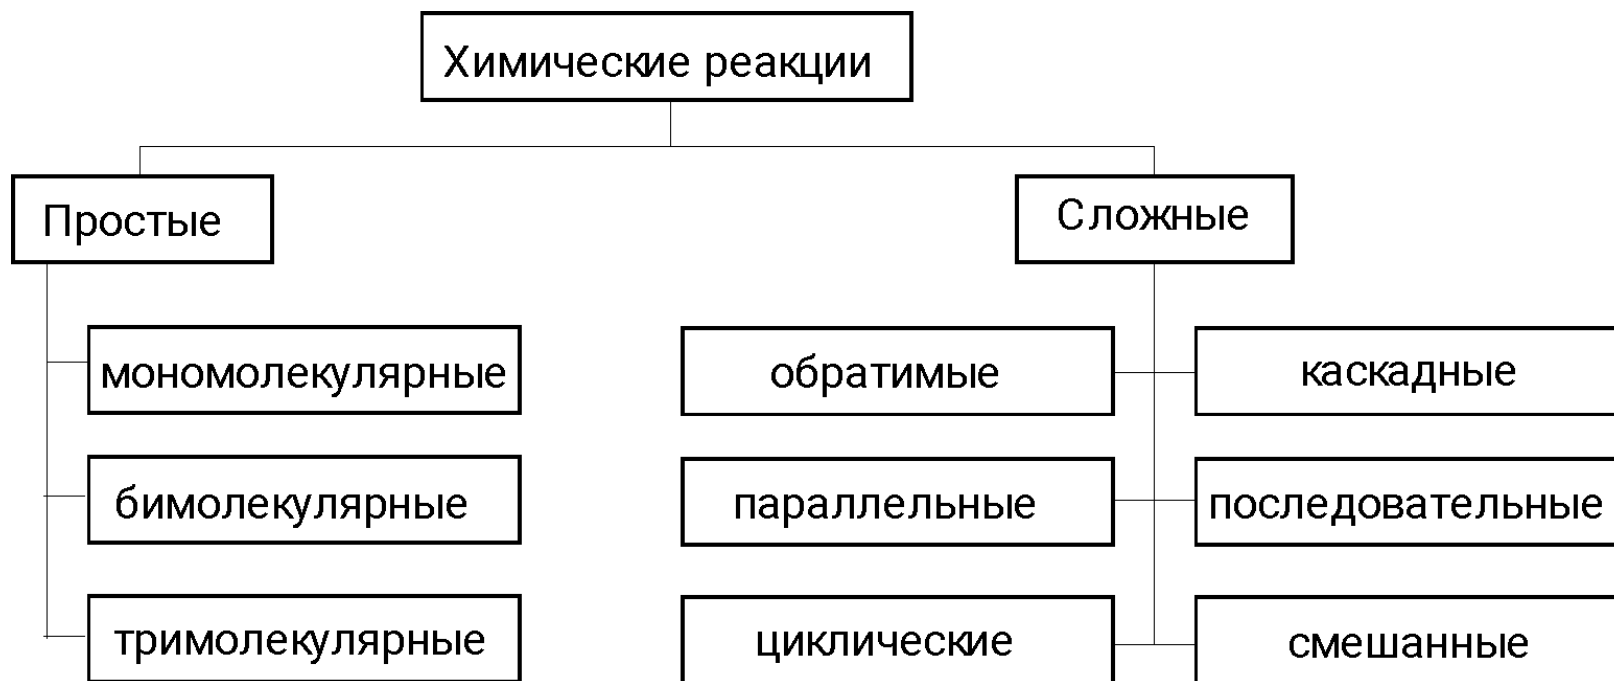 Химические реакции
Простые
Сложные
мономолекулярные
обратимые
каскадные
бимолекулярные
параллельные
последовательные
тримолекулярные
циклические
смешанные